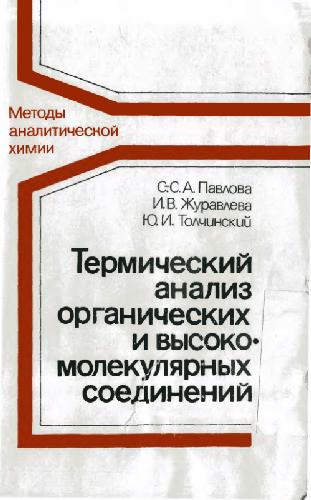 Методы
аналитической
химии
С.-С.А. Павлова
И.В. Журавлева
Ю.И. Толчинский
Термический
анализ
органических
и высоко-
молекулярных
соединений